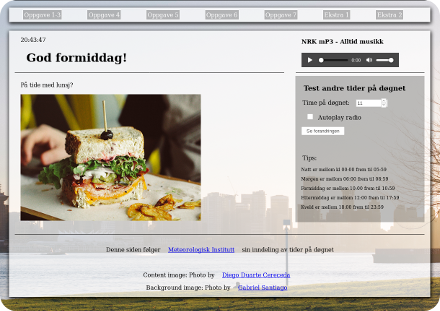 Oppgave 1-3 Oppgave 4 Oppgave 5 Oppgave 6 Oppgave 7 Ekstra 1 Ekstra 2
20:43:47
God formiddag!
På tide med lunsj?
NRK mP3 - Alltid musikk
0:00
Test andre tider på døgnet
Time på døgnet: 11
Autoplay radio
Se forandringen
Tips:
Natt er mellom kl 00:00 frem til 05:59
Morgen er mellom 06:00 frem til 09:59
Formiddag er mellom 10:00 frem til
Ettermiddag er mellom 12:00 frem til 17:59
Kveld er mellom 18:00 frem til 23:59
Denne siden følger Meteorologisk Institutt sin inndeling av tider på døgnet
Content image: Photo by Diego Duarte Cereceda
Background image: Photo by Gabriel Santiago